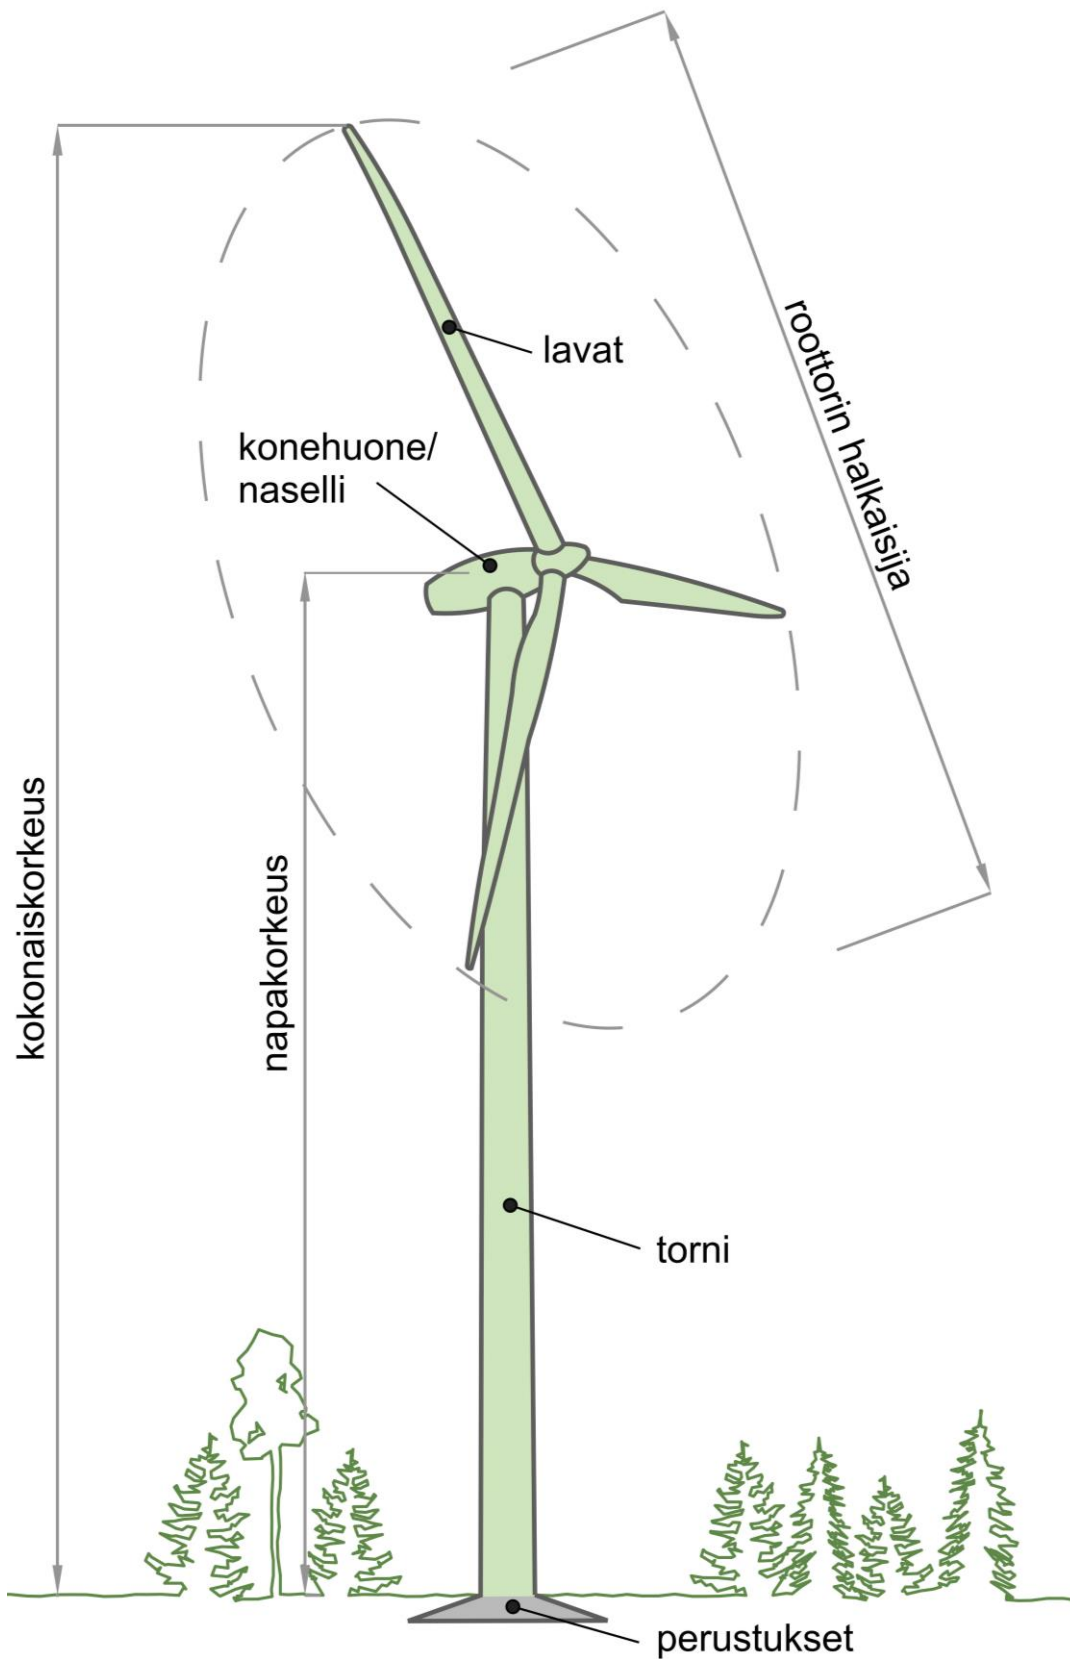 lavat
roottorin halkaisija
konehuone/
naselli
kokonaiskorkeus
napakorkeus
torni
perustukset